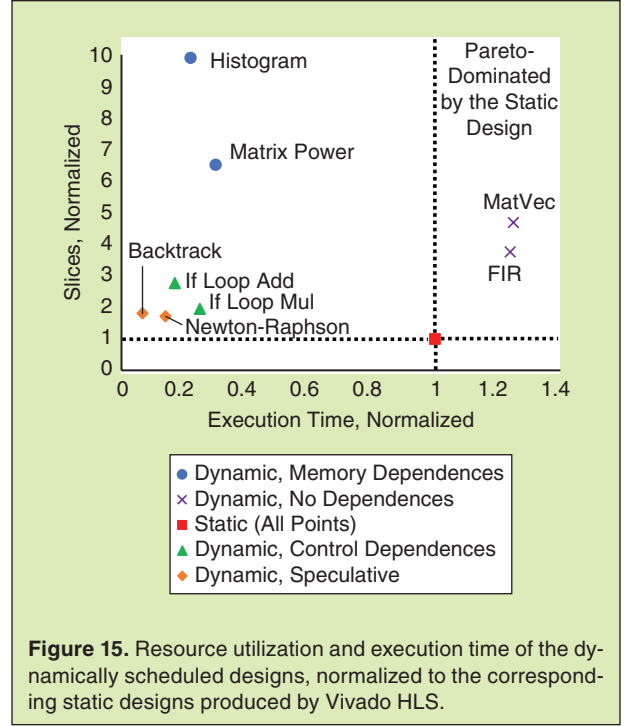 10
9
8
7
6
5
4
3
2
1
0
Slices, Normalized
Histogram
Matrix Power
Backtrack
If Loop Add
If Loop Mul
Newton-Raphson
Pareto-
Dominated
by the Static
Design
MatVec
FIR
0 0.2 0.4 0.6 0.8 1 1.2 1.4
Execution Time, Normalized
Dynamic, Memory Dependences
Dynamic, No Dependences
Static (All Points)
Dynamic, Control Dependences
Dynamic, Speculative
Figure 15. Resource utilization and execution time of the dy-
namically scheduled designs, normalized to the correspond-
ing static designs produced by Vivado HLS.